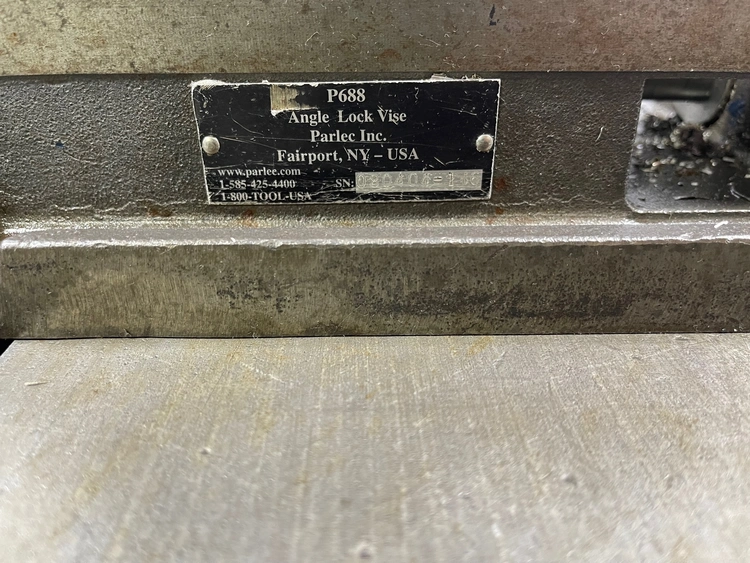 P688
Angle Lock Vise
Parlec Inc.
Fairport, NY – USA
www.parlec.com
1-585-425-4400
SN:
1-800-TOOL-USA